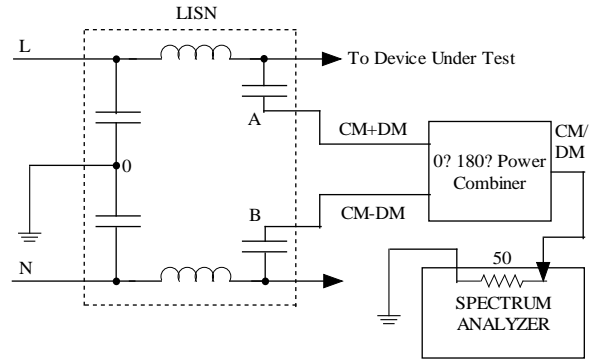 LISN
L
To Device Under Test
A
CM+DM
CM/
DM
0? 180? Power
Combiner
0
B
CM-DM
N
50
SPECTRUM
ANALYZER